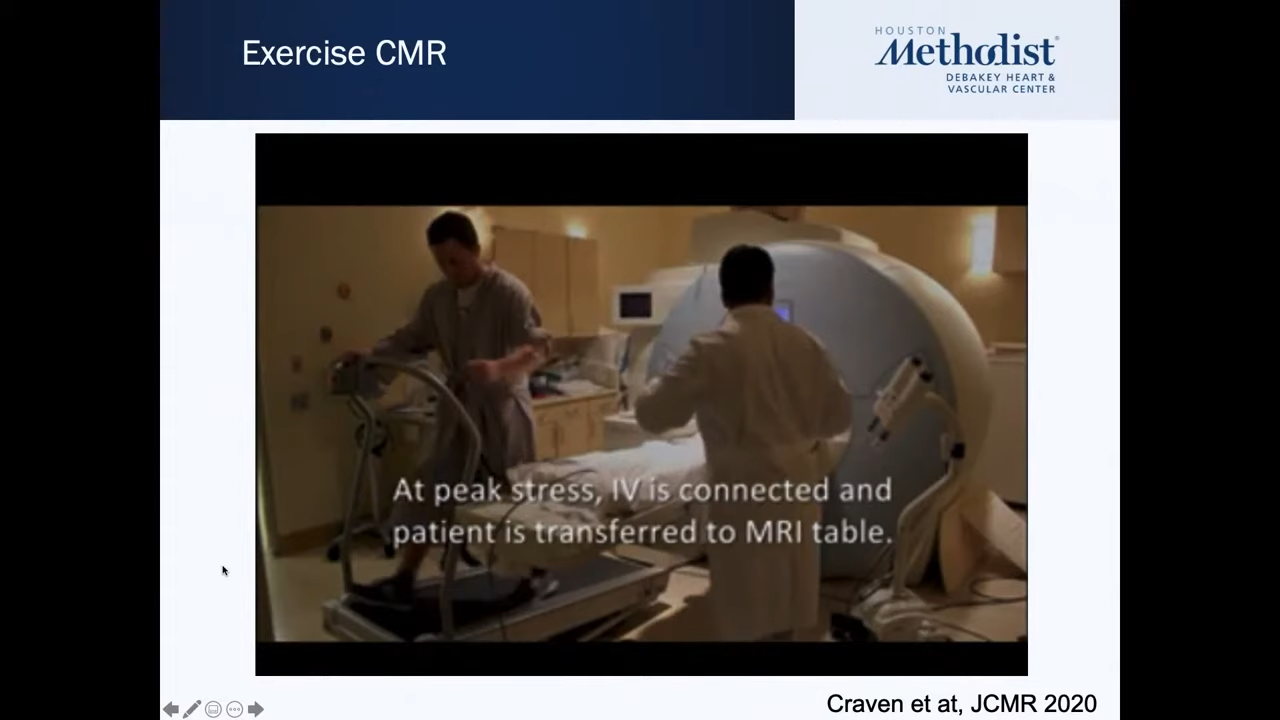 Exercise CMR
HOUSTON
Methodist®
DEBAKEY HEART &
VASCULAR CENTER
At peak stress, IV is connected and
patient is transferred to MRI table.
Craven et at, JCMR 2020